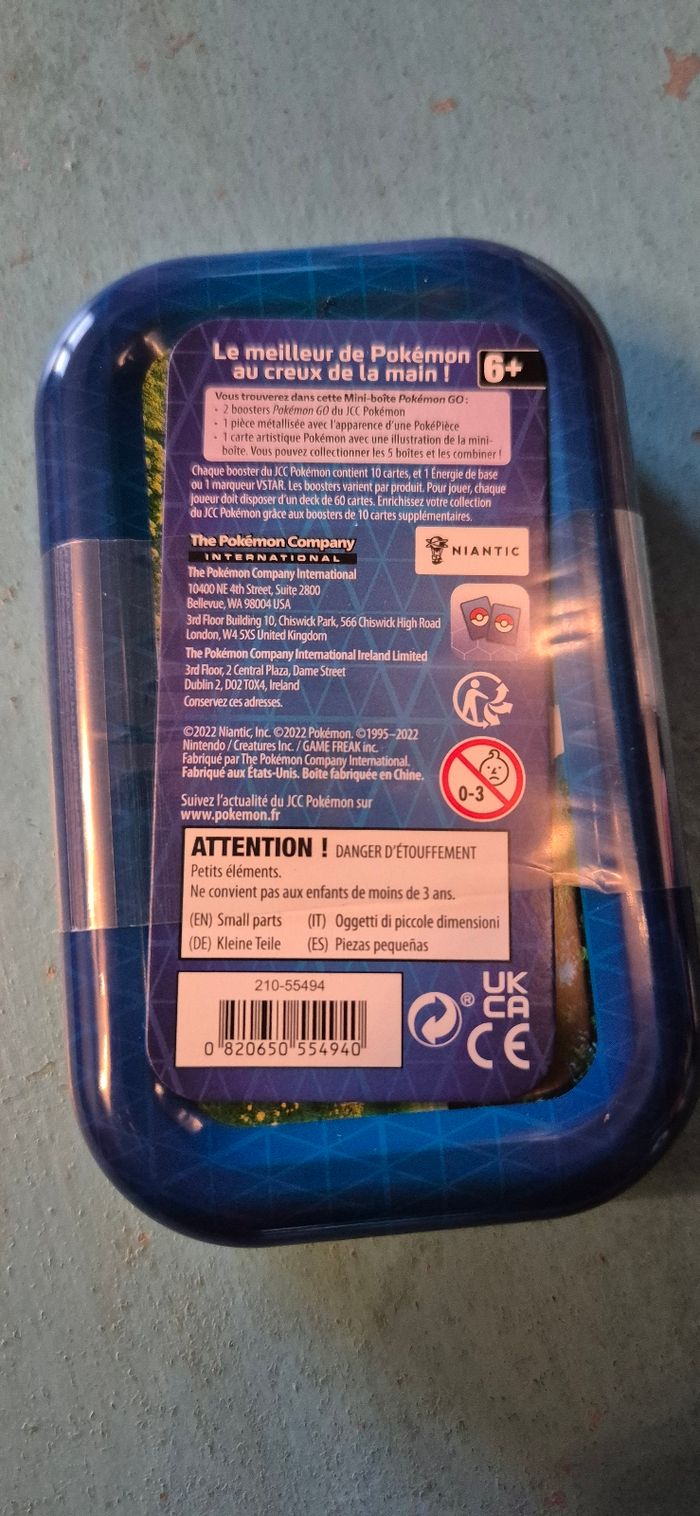 Le meilleur de Pokémon
au creux de la main !
6+
Vous trouverez dans cette Mini-boîte Pokémon GO :
• 2 boosters Pokémon GO du JCC Pokémon
• 1 pièce métallisée avec l'apparence d'une PokéPièce
• 1 carte artistique Pokémon avec une illustration de la mini-
boîte. Vous pouvez collectionner les 5 boîtes et les combiner !
Chaque booster du JCC Pokémon contient 10 cartes, et 1 Énergie de base
ou 1 marqueur VSTAR. Les boosters varient par produit. Pour jouer, chaque
joueur doit disposer d'un deck de 60 cartes. Enrichissez votre collection
du JCC Pokémon grâce aux boosters de 10 cartes supplémentaires.
The Pokémon Company
INTERNATIONAL
NIANTIC
The Pokémon Company International
10400 NE 4th Street, Suite 2800
Bellevue, WA 98004 USA
3rd Floor Building 10, Chiswick Park, 566 Chiswick High Road
London, W4 5XS United Kingdom
The Pokémon Company International Ireland Limited
3rd Floor, 2 Central Plaza, Dame Street
Dublin 2, D02 T0X4, Ireland
Conservez ces adresses.
©2022 Niantic, Inc. ©2022 Pokémon. ©1995–2022
Nintendo / Creatures Inc. / GAME FREAK inc.
Fabriqué par The Pokémon Company International.
Fabriqué aux États-Unis. Boîte fabriquée en Chine.
0-3
Suivez l'actualité du JCC Pokémon sur
www.pokemon.fr
ATTENTION ! DANGER D'ÉTOUFFEMENT
Petits éléments.
Ne convient pas aux enfants de moins de 3 ans.
(EN) Small parts (IT) Oggetti di piccole dimensioni
(DE) Kleine Teile (ES) Piezas pequeñas
210-55494
0 820650 554940
®
UK
CA
CE